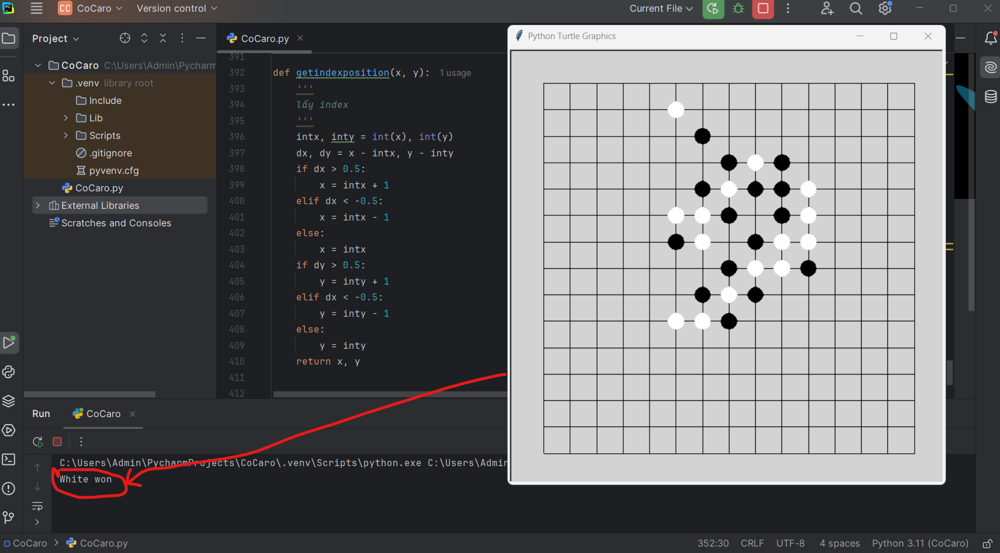 CC CoCaro Version control Current File
Project
CoCaro.py
Python Turtle Graphics
CoCaro C:\Users\Admin\Pycharm
.venv library root
Include
Lib
Scripts
.gitignore
pyvenv.cfg
CoCaro.py
External Libraries
Scratches and Consoles
391
392 def getindexposition(x, y): 1 usage
393 '''
394 lấy index
395 '''
396 intx, inty = int(x), int(y)
397 dx, dy = x - intx, y - inty
398 if dx > 0.5:
399 x = intx + 1
400 elif dx < -0.5:
401 x = intx - 1
402 else:
403 x = intx
404 if dy > 0.5:
405 y = inty + 1
406 elif dx < -0.5:
407 y = inty - 1
408 else:
409 y = inty
410 return x, y
411
412
Run CoCaro
C:\Users\Admin\PycharmProjects\CoCaro\.venv\Scripts\python.exe C:\Users\Admin
White won
CoCaro > CoCaro.py 352:30 CRLF UTF-8 4 spaces Python 3.11 (CoCaro)